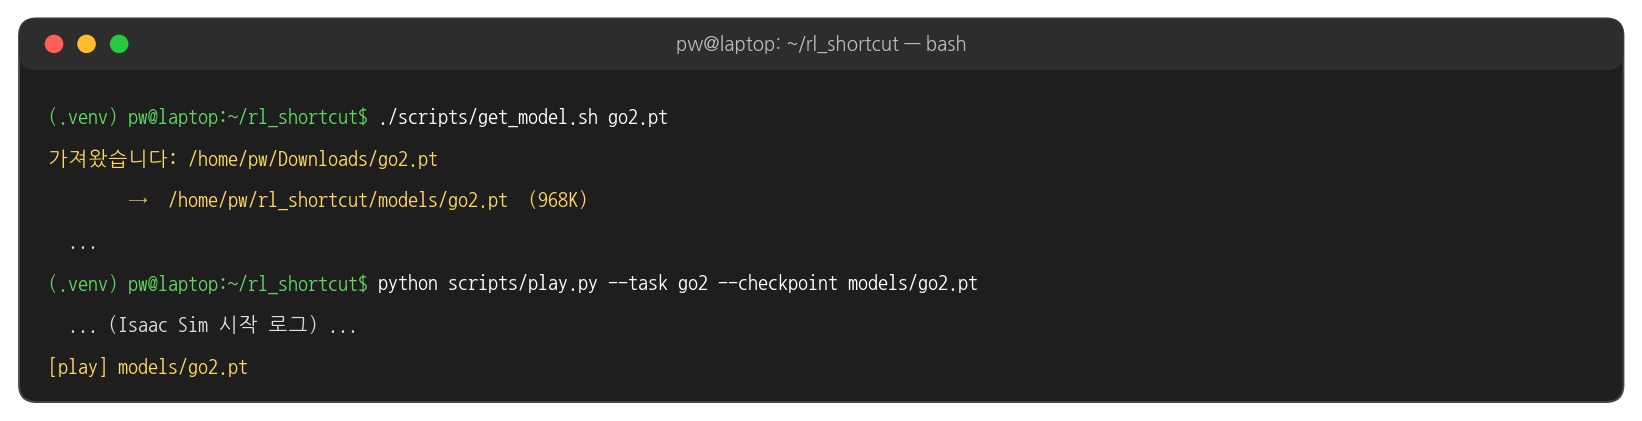 pw@laptop: ~/rl_shortcut — bash
(.venv) pw@laptop:~/rl_shortcut$ ./scripts/get_model.sh go2.pt
가져왔습니다: /home/pw/Downloads/go2.pt
→ /home/pw/rl_shortcut/models/go2.pt (968K)
...
(.venv) pw@laptop:~/rl_shortcut$ python scripts/play.py --task go2 --checkpoint models/go2.pt
... (Isaac Sim 시작 로그) ...
[play] models/go2.pt